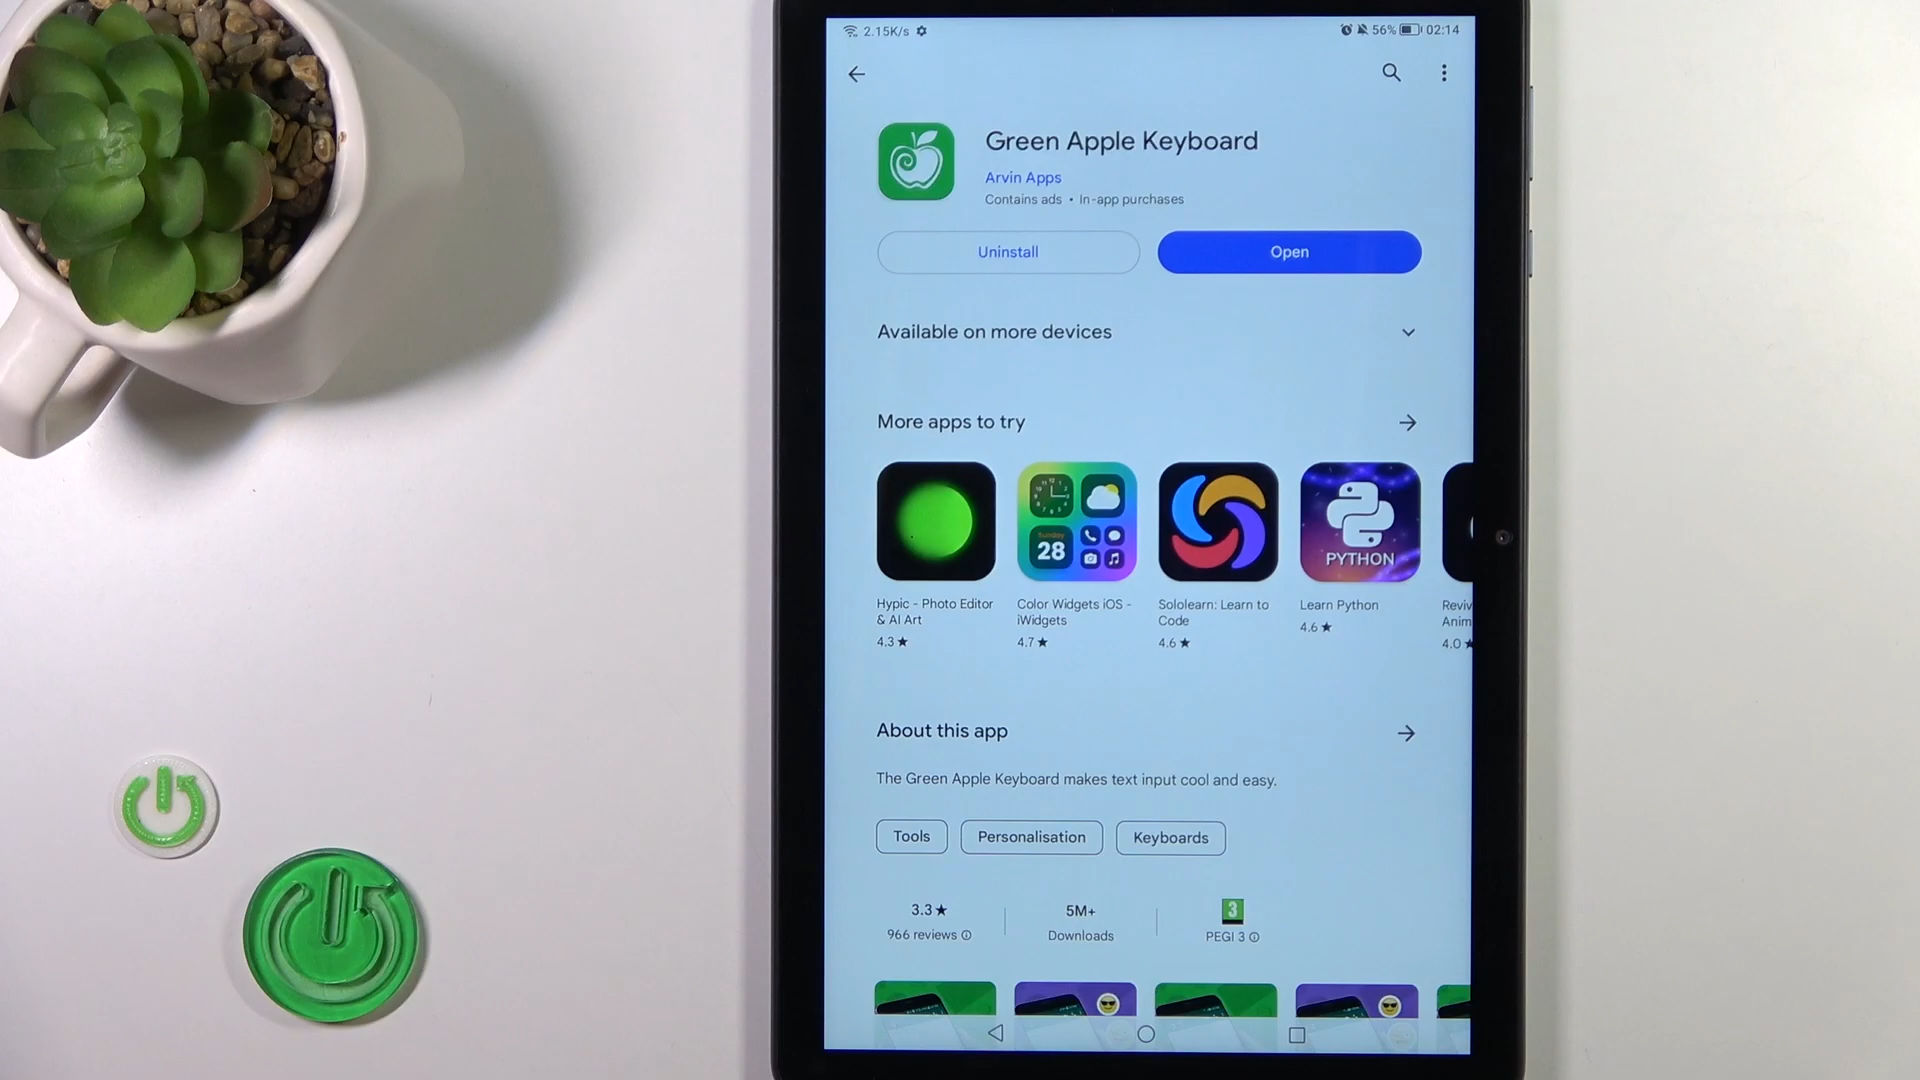 2.15K/s
56% 02:14
Green Apple Keyboard
Arvin Apps
Contains ads • In-app purchases
Uninstall
Open
Available on more devices
More apps to try
28
PYTHON
Hypic - Photo Editor
& AI Art
4.3★
Color Widgets iOS -
iWidgets
4.7★
Sololearn: Learn to
Code
4.6★
Learn Python
4.6★
Reviv
Anim
4.0★
About this app
The Green Apple Keyboard makes text input cool and easy.
Tools
Personalisation
Keyboards
3.3★
966 reviews
5M+
Downloads
3
PEGI 3